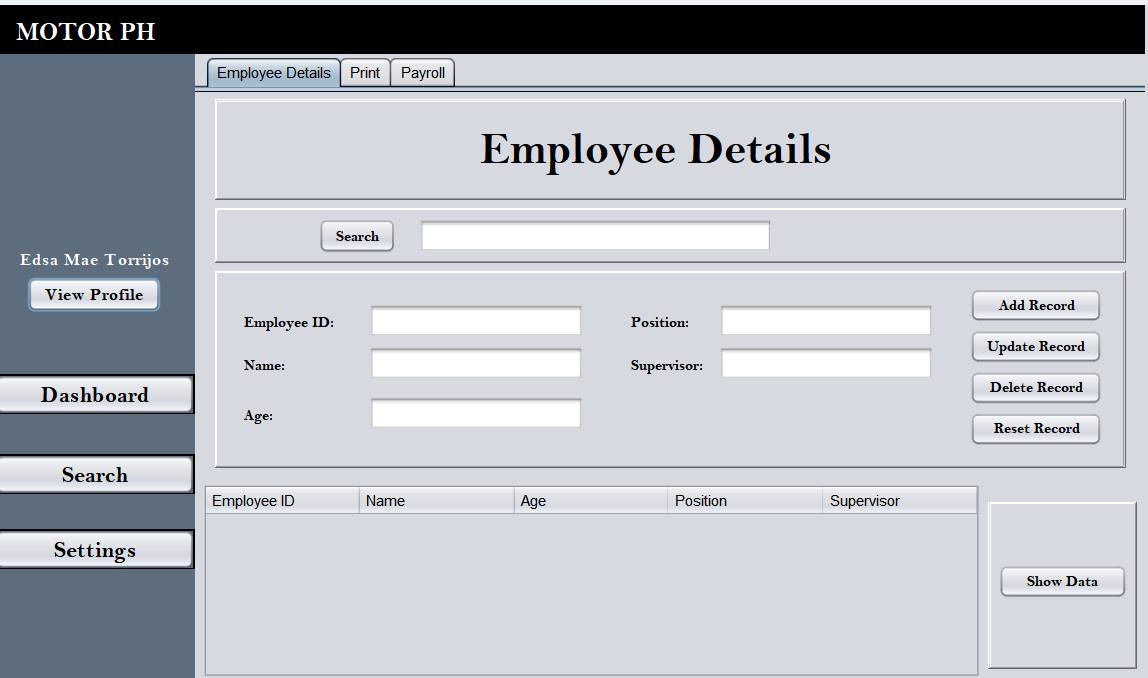 MOTOR PH
Employee Details Print Payroll
Employee Details
Search
Edsa Mae Torrijos
View Profile
Dashboard
Search
Settings
Employee ID:
Name:
Age:
Position:
Supervisor:
Add Record
Update Record
Delete Record
Reset Record
Employee ID Name Age Position Supervisor
Show Data